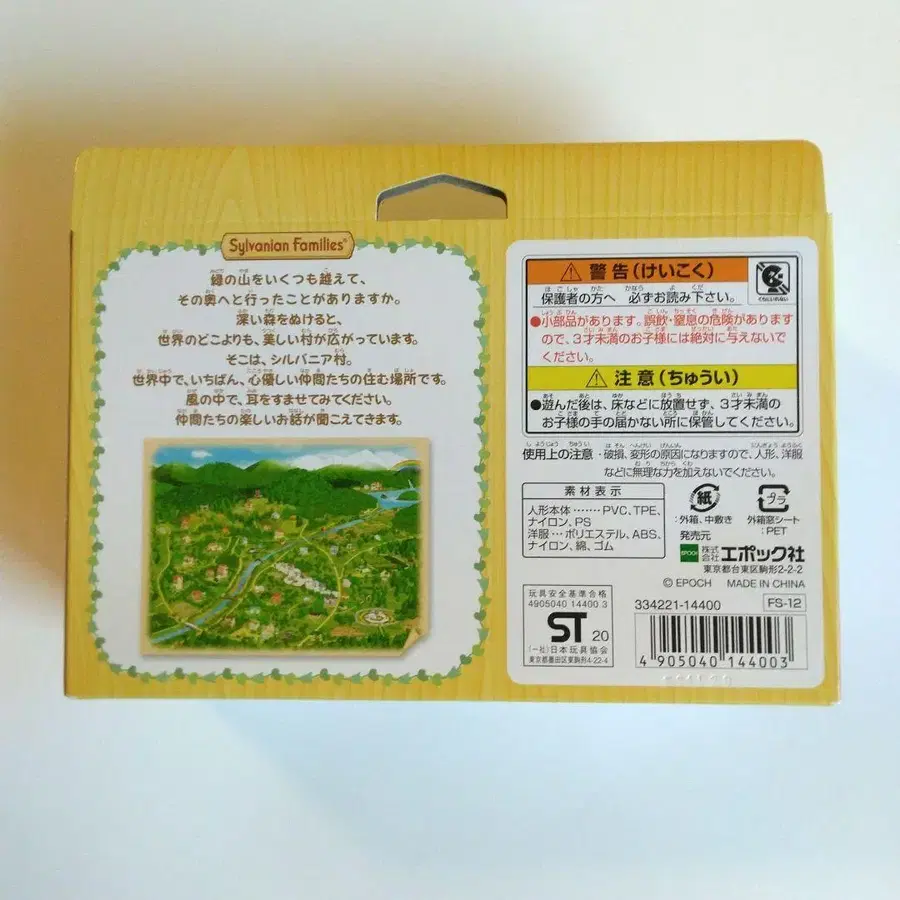 Sylvanian Families®
緑の山をいくつも越えて、
その奥へと行ったことがありますか。
深い森をぬけると、
世界のどこよりも、美しい村が広がっています。
そこは、シルバニア村。
世界中で、いちばん、心優しい仲間たちの住む場所です。
風の中で、耳をすませてみてください。
仲間たちの楽しいお話が聞こえてきます。
警告(けいこく)
保護者の方へ 必ずお読み下さい。
●小部品があります。誤飲・窒息の危険があります
ので、3才未満のお子様には絶対に与えないで
ください。
注意(ちゅうい)
●遊んだ後は、床などに放置せず、3才未満の
お子様の手の届かない所に保管してください。
使用上の注意・破損、変形の原因になりますので、人形、洋服
などに無理な力を加えないでください。
素材表示
人形本体……PVC、TPE、
ナイロン、PS
洋服…ポリエステル、ABS、
ナイロン、綿、ゴム
紙
:外箱、中敷き
プラ
外箱窓シート
:PET
発売元
EPOCH 株式会社 エポック社
東京都台東区駒形2-2-2
© EPOCH MADE IN CHINA
玩具安全基準合格
4905040 14400 3
ST 20
(一社)日本玩具協会
東京都墨田区東駒形4-22-4
334221-14400 FS-12
4 905040 144003